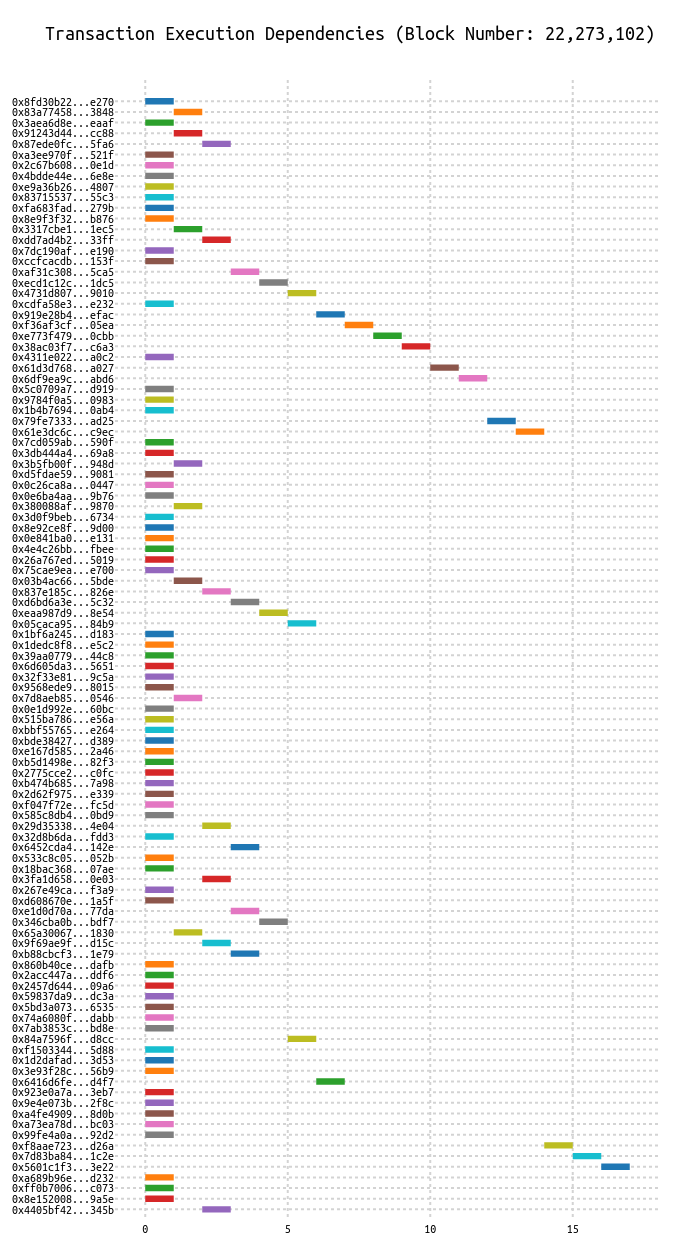 Transaction Execution Dependencies (Block Number: 22,273,102)
0x8fd30b22...e270
0x83a77458...3848
0x3aea6d8e...eaaf
0x91243d44...cc88
0x87ede0fc...5fa6
0xa3ee970f...521f
0x2c67b608...0e1d
0x4bdde44e...6e8e
0xe9a36b26...4807
0x83715537...55c3
0xfa683fad...279b
0x8e9f3f32...b876
0x3317cbe1...1ec5
0xdd7ad4b2...33ff
0x7dc190af...e190
0xccfcacdb...153f
0xaf31c308...5ca5
0xecd1c12c...1dc5
0x4731d807...9010
0xcdfa58e3...e232
0x919e28b4...efac
0xf36af3cf...05ea
0xe773f479...0cbb
0x38ac03f7...c6a3
0x4311e022...a0c2
0x61d3d768...a027
0x6df9ea9c...abd6
0x5c0709a7...d919
0x9784f0a5...0983
0x1b4b7694...0ab4
0x79fe7333...ad25
0x61e3dc6c...c9ec
0x7cd059ab...590f
0x3db444a4...69a8
0x3b5fb00f...948d
0xd5fdae59...9081
0x0c26ca8a...0447
0x0e6ba4aa...9b76
0x380088af...9870
0x3d0f9beb...6734
0x8e92ce8f...9d00
0x0e841ba0...e131
0x4e4c26bb...fbee
0x26a767ed...5019
0x75cae9ea...e700
0x03b4ac66...5bde
0x837e185c...826e
0xd6bd6a3e...5c32
0xeaa987d9...8e54
0x05caca95...84b9
0x1bf6a245...d183
0x1dedc8f8...e5c2
0x39aa0779...44c8
0x6d605da3...5651
0x32f33e81...9c5a
0x9568ede9...8015
0x7d8aeb85...0546
0x0e1d992e...60bc
0x515ba786...e56a
0xbbf55765...e264
0xbde38427...d389
0xe167d585...2a46
0xb5d1498e...82f3
0x2775cce2...c0fc
0xb474b685...7a98
0x2d62f975...e339
0xf047f72e...fc5d
0x585c8db4...0bd9
0x29d35338...4e04
0x32d8b6da...fdd3
0x6452cda4...142e
0x533c8c05...052b
0x18bac368...07ae
0x3fa1d658...0e03
0x267e49ca...f3a9
0xd608670e...1a5f
0xe1d0d70a...77da
0x346cba0b...bdf7
0x65a30067...1830
0x9f69ae9f...d15c
0xb88cbcf3...1e79
0x860b40ce...dafb
0x2acc447a...ddf6
0x2457d644...09a6
0x59837da9...dc3a
0x5bd3a073...6535
0x74a6080f...dabb
0x7ab3853c...bd8e
0x84a7596f...d8cc
0xf1503344...5d88
0x1d2dafad...3d53
0x3e93f28c...56b9
0x6416d6fe...d4f7
0x923e0a7a...3eb7
0x9e4e073b...2f8c
0xa4fe4909...8d0b
0xa73ea78d...bc03
0x99fe4a0a...92d2
0xf8aae723...d26a
0x7d83ba84...1c2e
0x5601c1f3...3e22
0xa689b96e...d232
0xff0b7006...c073
0x8e152008...9a5e
0x4405bf42...345b
0 5 10 15